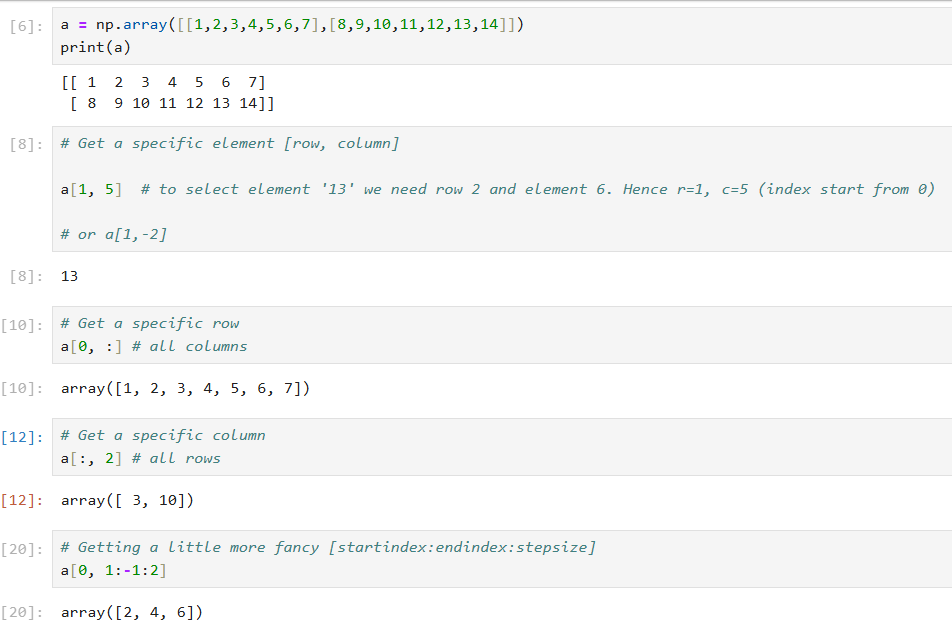 [6]: a = np.array([[1,2,3,4,5,6,7],[8,9,10,11,12,13,14]])
print(a)
[[ 1  2  3  4  5  6  7]
 [ 8  9 10 11 12 13 14]]
[8]: # Get a specific element [row, column]
a[1, 5]  # to select element '13' we need row 2 and element 6. Hence r=1, c=5 (index start from 0)
# or a[1,-2]
[8]: 13
[10]: # Get a specific row
a[0, :] # all columns
[10]: array([1, 2, 3, 4, 5, 6, 7])
[12]: # Get a specific column
a[:, 2] # all rows
[12]: array([ 3, 10])
[20]: # Getting a little more fancy [startindex:endindex:stepsize]
a[0, 1:-1:2]
[20]: array([2, 4, 6])